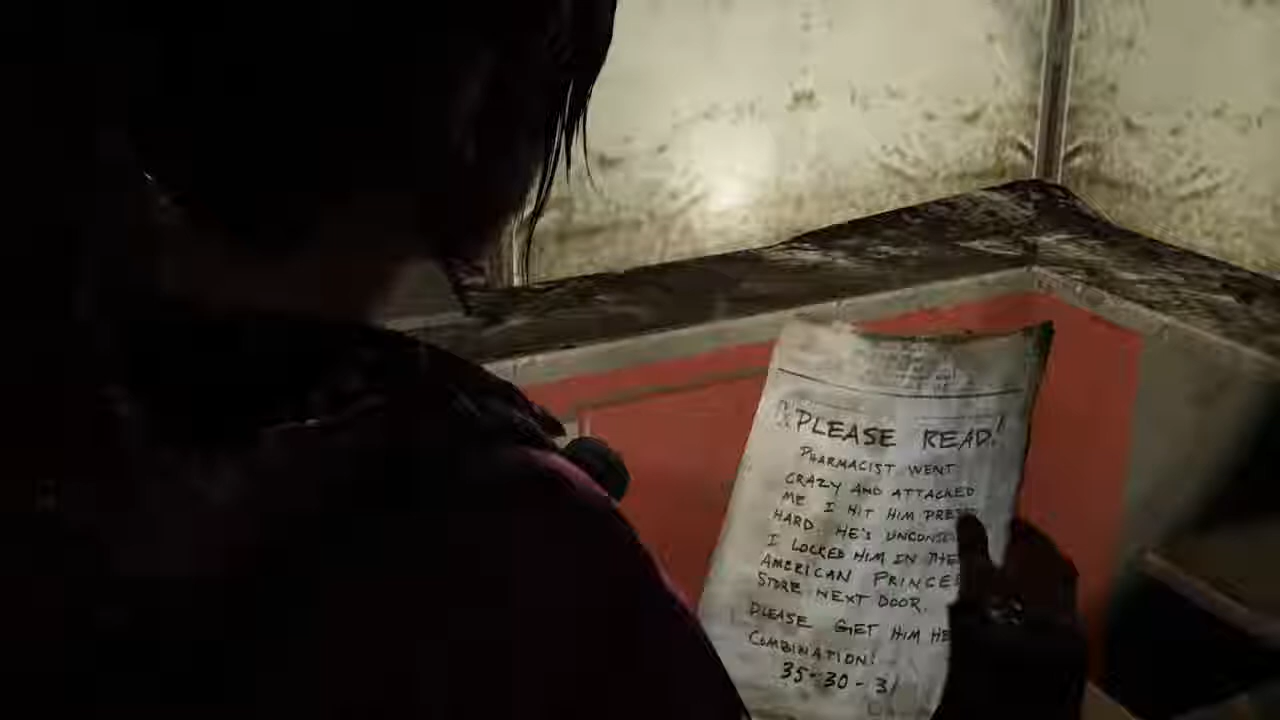 PLEASE READ!
PHARMACIST WENT
CRAZY AND ATTACKED
ME I HIT HIM
HARD. HE'S
I LOCKED HIM IN THE
AMERICAN
STORE NEXT DOOR.
PLEASE GET HIM
COMBINATION:
35-30-31